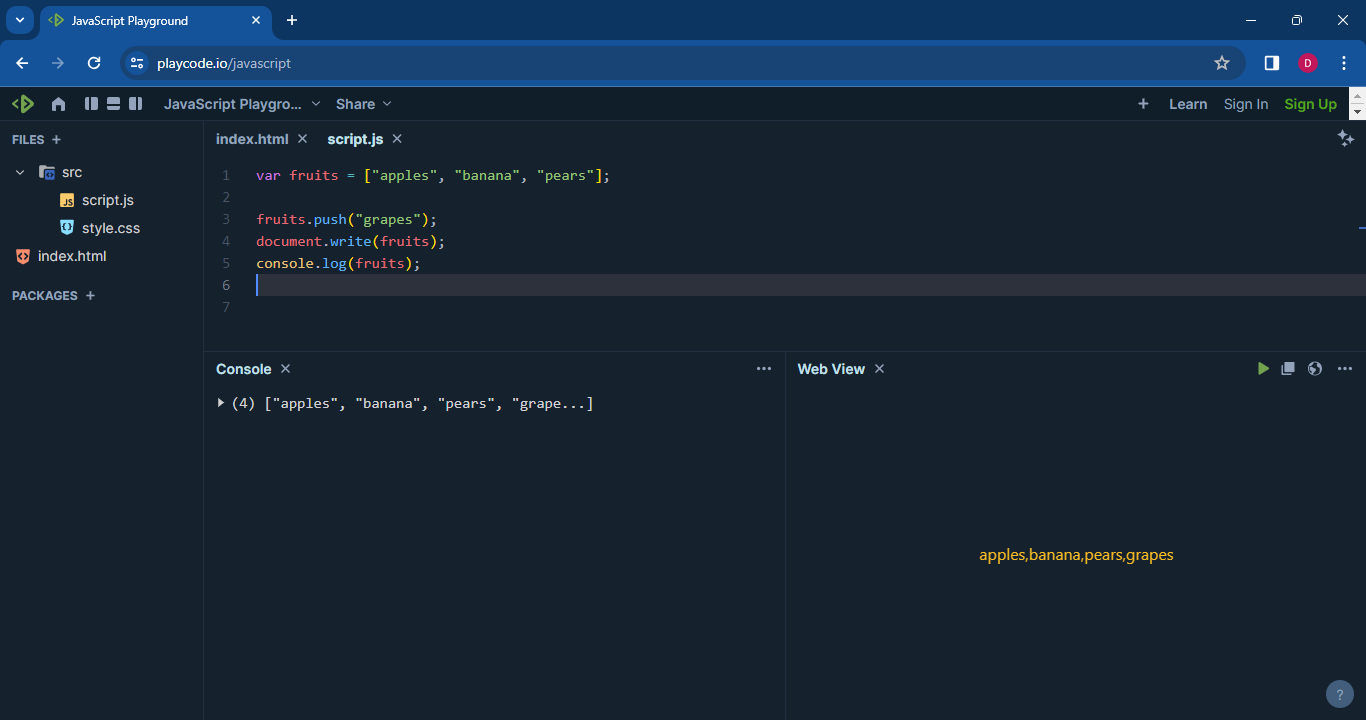 JavaScript Playground
playcode.io/javascript
D
JavaScript Playgro... Share
+ Learn Sign In Sign Up
FILES +
index.html script.js
src
JS script.js
style.css
index.html
PACKAGES +
1 var fruits = ["apples", "banana", "pears"];
2
3 fruits.push("grapes");
4 document.write(fruits);
5 console.log(fruits);
6
7
Console
(4) ["apples", "banana", "pears", "grape...]
Web View
apples,banana,pears,grapes
?